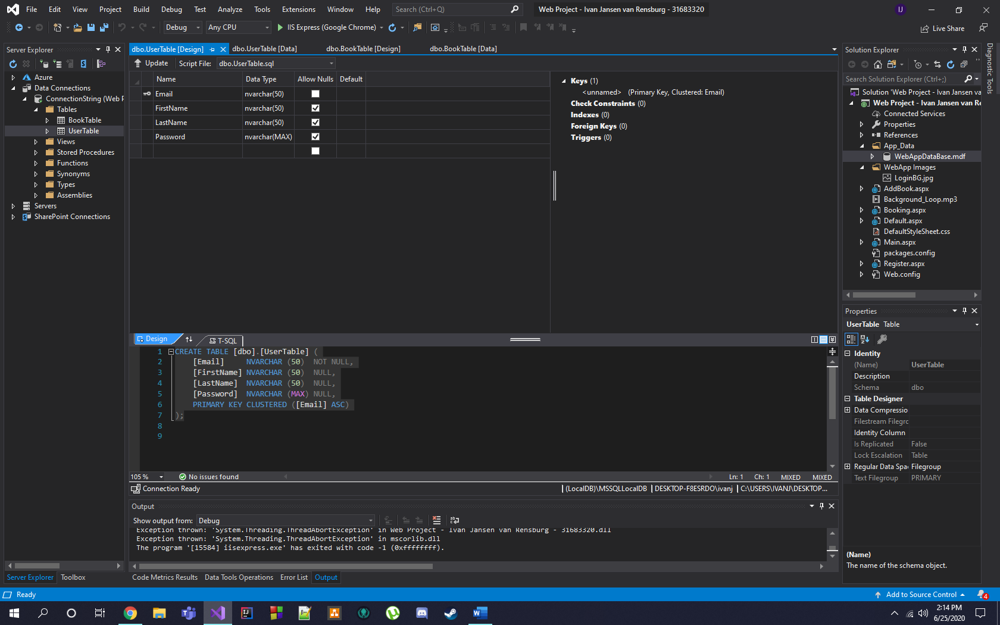 File Edit View Project Build Debug Test Analyze Tools Extensions Window Help Search (Ctrl+Q) Web Project - Ivan Jansen van Rensburg - 31683320 IJ
Debug Any CPU IIS Express (Google Chrome) Live Share
Server Explorer
Azure
Data Connections
ConnectionString (Web P
Tables
BookTable
UserTable
Views
Stored Procedures
Functions
Synonyms
Types
Assemblies
Servers
SharePoint Connections
Server Explorer Toolbox
dbo.UserTable [Design] dbo.UserTable [Data] dbo.BookTable [Design] dbo.BookTable [Data]
Update Script File: dbo.UserTable.sql
Name Data Type Allow Nulls Default
Email nvarchar(50)
FirstName nvarchar(50)
LastName nvarchar(50)
Password nvarchar(MAX)
Keys (1)
<unnamed> (Primary Key, Clustered: Email)
Check Constraints (0)
Indexes (0)
Foreign Keys (0)
Triggers (0)
Design T-SQL
1 CREATE TABLE [dbo].[UserTable] (
2 [Email] NVARCHAR (50) NOT NULL,
3 [FirstName] NVARCHAR (50) NULL,
4 [LastName] NVARCHAR (50) NULL,
5 [Password] NVARCHAR (MAX) NULL,
6 PRIMARY KEY CLUSTERED ([Email] ASC)
7 );
8
9
105 % No issues found Ln: 1 Ch: 1 MIXED MIXED
Connection Ready (LocalDB)\MSSQLLocalDB DESKTOP-F8ESRDO\ivanj C:\USERS\IVANJ\DESKTOP...
Output
Show output from: Debug
Exception thrown: 'System.Threading.ThreadAbortException' in Web Project - Ivan Jansen van Rensburg - 31683320.dll
Exception thrown: 'System.Threading.ThreadAbortException' in mscorlib.dll
The program '[15584] iisexpress.exe' has exited with code -1 (0xffffffff).
Code Metrics Results Data Tools Operations Error List Output
Solution Explorer
Search Solution Explorer (Ctrl+;)
Solution 'Web Project - Ivan Jansen va
Web Project - Ivan Jansen van Re
Connected Services
Properties
References
App_Data
WebAppDataBase.mdf
WebApp Images
LoginBG.jpg
AddBook.aspx
Background_Loop.mp3
Booking.aspx
Default.aspx
DefaultStyleSheet.css
Main.aspx
packages.config
Register.aspx
Web.config
Diagnostic Tools
Properties
UserTable Table
Identity
(Name) UserTable
Description
Schema dbo
Table Designer
Data Compressio
Filestream Filegrc
Identity Column
Is Replicated False
Lock Escalation Table
Regular Data Spac Filegroup
Text Filegroup PRIMARY
(Name)
The name of the schema object.
Ready Add to Source Control 4
2:14 PM
6/25/2020